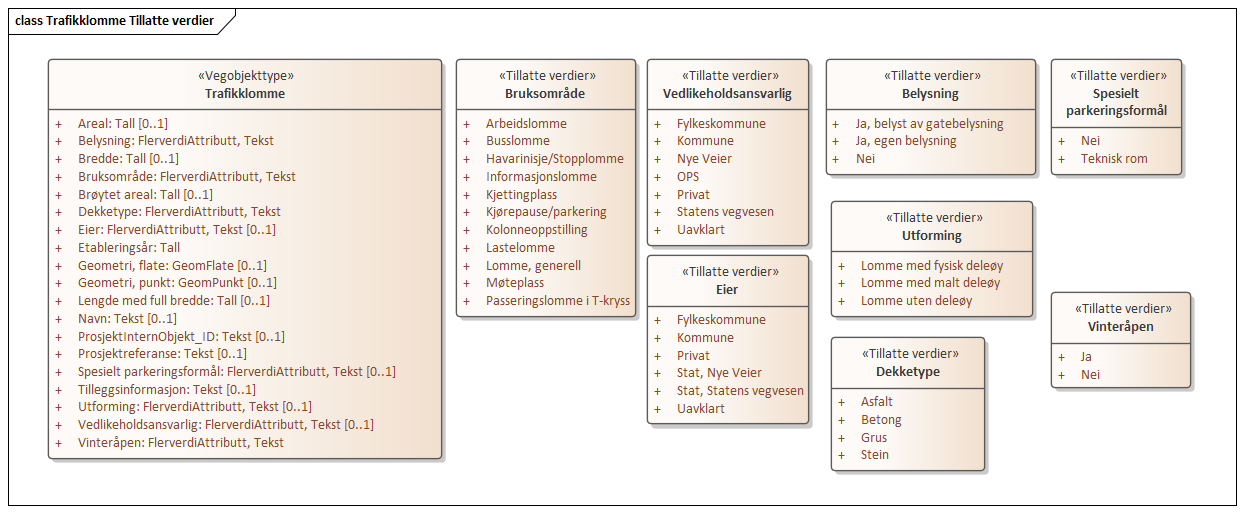 class Trafikklomme Tillatte verdier
«Vegobjekttype»
Trafikklomme
+ Areal: Tall [0..1]
+ Belysning: FlerverdiAttributt, Tekst
+ Bredde: Tall [0..1]
+ Bruksområde: FlerverdiAttributt, Tekst
+ Brøytet areal: Tall [0..1]
+ Dekketype: FlerverdiAttributt, Tekst
+ Eier: FlerverdiAttributt, Tekst [0..1]
+ Etableringsår: Tall
+ Geometri, flate: GeomFlate [0..1]
+ Geometri, punkt: GeomPunkt [0..1]
+ Lengde med full bredde: Tall [0..1]
+ Navn: Tekst [0..1]
+ ProsjektInternObjekt_ID: Tekst [0..1]
+ Prosjektreferanse: Tekst [0..1]
+ Spesielt parkeringsformål: FlerverdiAttributt, Tekst [0..1]
+ Tilleggsinformasjon: Tekst [0..1]
+ Utforming: FlerverdiAttributt, Tekst [0..1]
+ Vedlikeholdsansvarlig: FlerverdiAttributt, Tekst [0..1]
+ Vinteråpen: FlerverdiAttributt, Tekst
«Tillatte verdier»
Bruksområde
+ Arbeidslomme
+ Busslomme
+ Havarinisje/Stopplomme
+ Informasjonslomme
+ Kjettingplass
+ Kjørepause/parkering
+ Kolonneoppstilling
+ Lastelomme
+ Lomme, generell
+ Møteplass
+ Passeringslomme i T-kryss
«Tillatte verdier»
Vedlikeholdsansvarlig
+ Fylkeskommune
+ Kommune
+ Nye Veier
+ OPS
+ Privat
+ Statens vegvesen
+ Uavklart
«Tillatte verdier»
Eier
+ Fylkeskommune
+ Kommune
+ Privat
+ Stat, Nye Veier
+ Stat, Statens vegvesen
+ Uavklart
«Tillatte verdier»
Belysning
+ Ja, belyst av gatebelysning
+ Ja, egen belysning
+ Nei
«Tillatte verdier»
Utforming
+ Lomme med fysisk deleøy
+ Lomme med malt deleøy
+ Lomme uten deleøy
«Tillatte verdier»
Dekketype
+ Asfalt
+ Betong
+ Grus
+ Stein
«Tillatte verdier»
Spesielt
parkeringsformål
+ Nei
+ Teknisk rom
«Tillatte verdier»
Vinteråpen
+ Ja
+ Nei